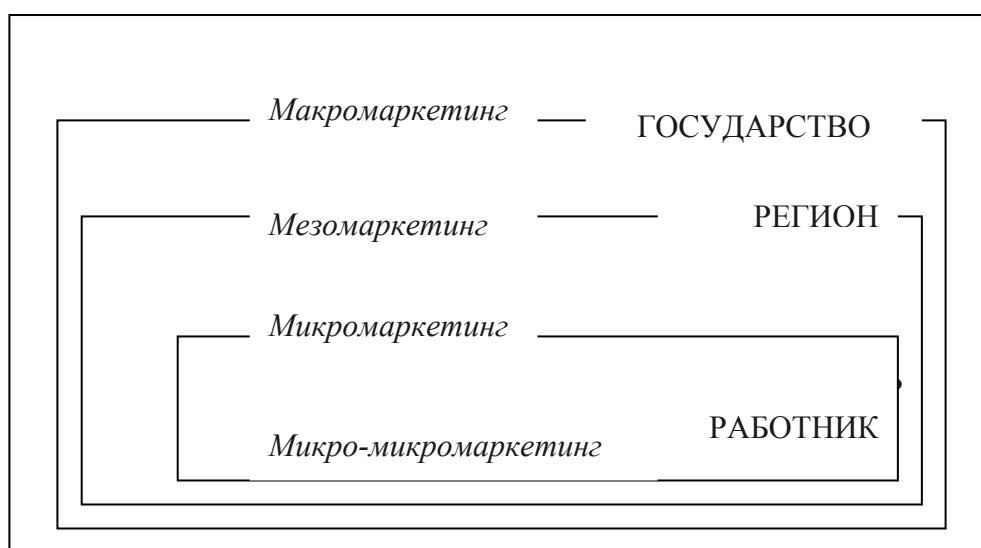 Макромаркетинг ГОСУДАРСТВО
Мезомаркетинг РЕГИОН
Микромаркетинг
РАБОТНИК
Микро-микромаркетинг